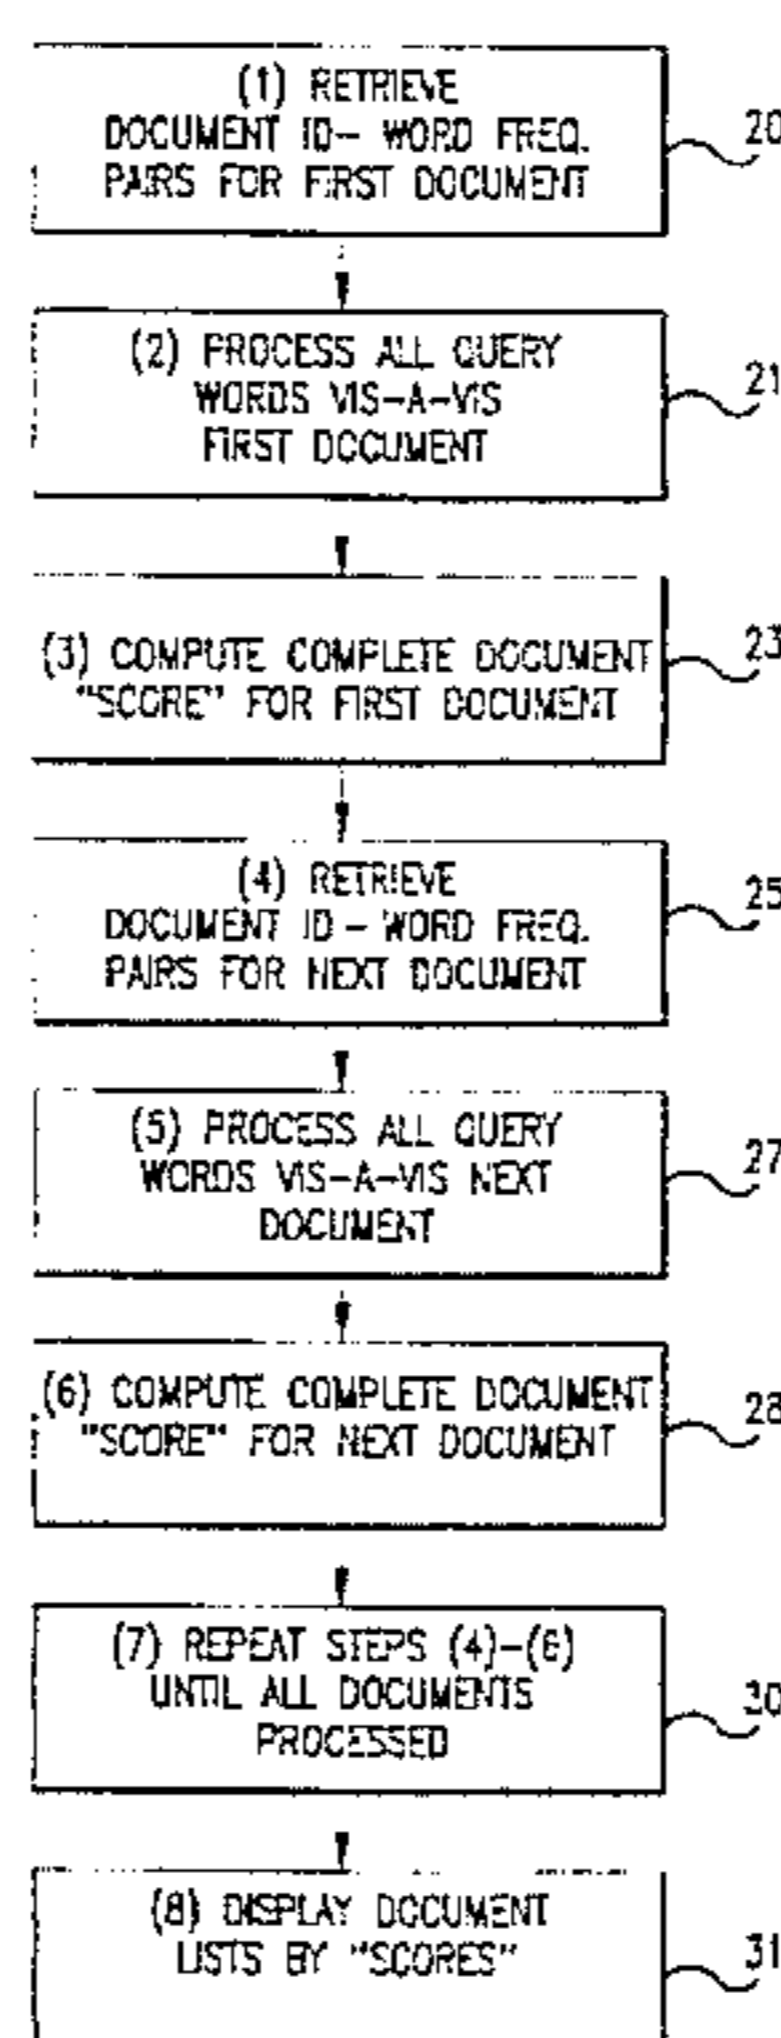 (1) RETRIEVE
DOCUMENT ID- WORD FREQ.
PAIRS FOR FIRST DOCUMENT
20
(2) PROCESS ALL QUERY
WORDS VIS-A-VIS
FIRST DOCUMENT
21
(3) COMPUTE COMPLETE DOCUMENT
"SCORE" FOR FIRST DOCUMENT
23
(4) RETRIEVE
DOCUMENT ID - WORD FREQ.
PAIRS FOR NEXT DOCUMENT
25
(5) PROCESS ALL QUERY
WORDS VIS-A-VIS NEXT
DOCUMENT
27
(6) COMPUTE COMPLETE DOCUMENT
"SCORE" FOR NEXT DOCUMENT
28
(7) REPEAT STEPS (4)-(6)
UNTIL ALL DOCUMENTS
PROCESSED
30
(8) DISPLAY DOCUMENT
LISTS BY "SCORES"
31